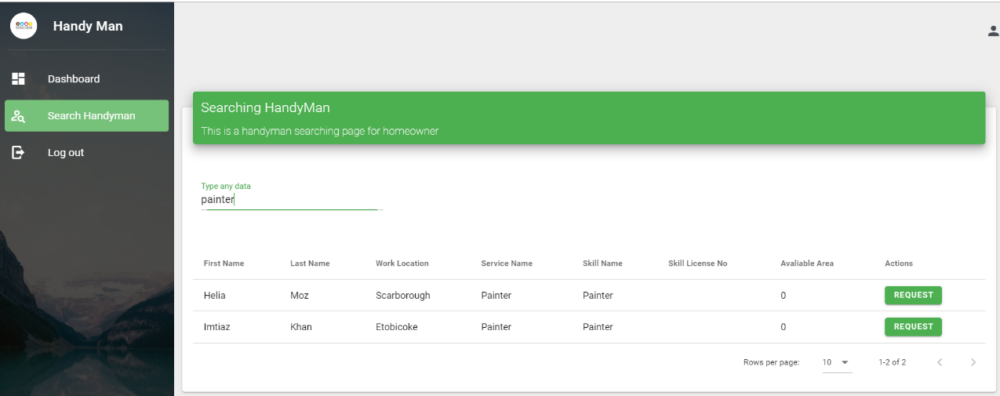 Handy Man
Dashboard
Search Handyman
Log out
Searching HandyMan
This is a handyman searching page for homeowner
Type any data
painter
First Name Last Name Work Location Service Name Skill Name Skill License No Avaliable Area Actions
Helia Moz Scarborough Painter Painter 0 REQUEST
Imtiaz Khan Etobicoke Painter Painter 0 REQUEST
Rows per page: 10 1-2 of 2